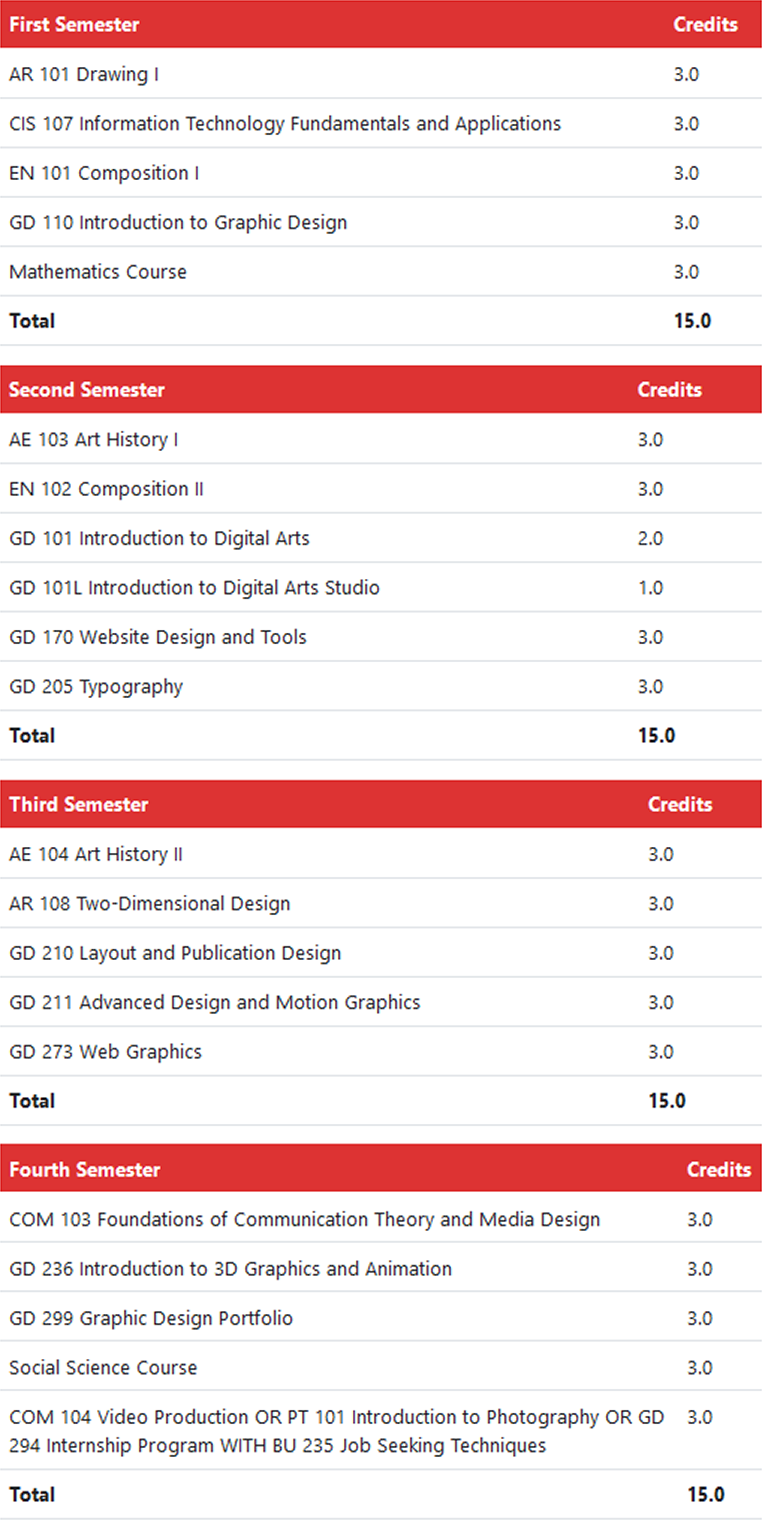 First Semester Credits
AR 101 Drawing I 3.0
CIS 107 Information Technology Fundamentals and Applications 3.0
EN 101 Composition I 3.0
GD 110 Introduction to Graphic Design 3.0
Mathematics Course 3.0
Total 15.0
Second Semester Credits
AE 103 Art History I 3.0
EN 102 Composition II 3.0
GD 101 Introduction to Digital Arts 2.0
GD 101L Introduction to Digital Arts Studio 1.0
GD 170 Website Design and Tools 3.0
GD 205 Typography 3.0
Total 15.0
Third Semester Credits
AE 104 Art History II 3.0
AR 108 Two-Dimensional Design 3.0
GD 210 Layout and Publication Design 3.0
GD 211 Advanced Design and Motion Graphics 3.0
GD 273 Web Graphics 3.0
Total 15.0
Fourth Semester Credits
COM 103 Foundations of Communication Theory and Media Design 3.0
GD 236 Introduction to 3D Graphics and Animation 3.0
GD 299 Graphic Design Portfolio 3.0
Social Science Course 3.0
COM 104 Video Production OR PT 101 Introduction to Photography OR GD 3.0
294 Internship Program WITH BU 235 Job Seeking Techniques
Total 15.0